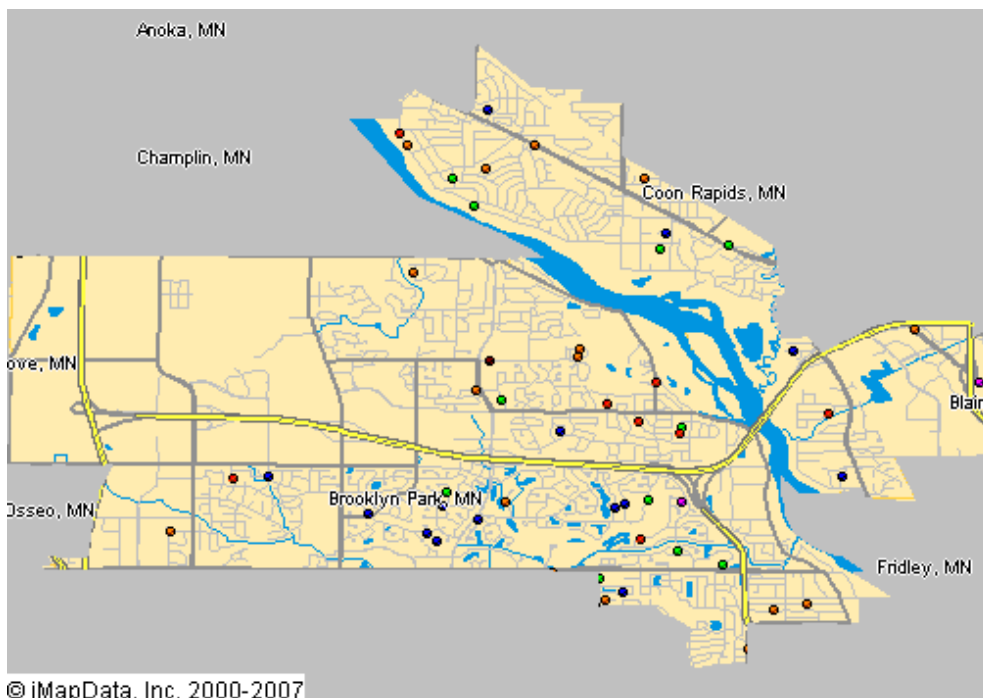 Anoka, MN
Champlin, MN
Coon Rapids, MN
ove, MN
Blain
Brooklyn Park, MN
Osseo, MN
Fridley, MN
© iMapData, Inc. 2000-2007